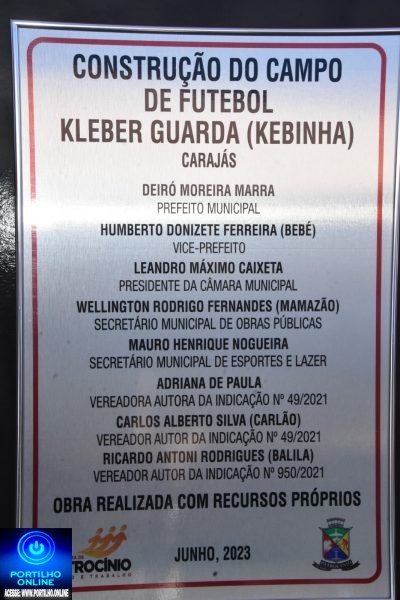 CONSTRUÇÃO DO CAMPO
DE FUTEBOL
KLEBER GUARDA (KEBINHA)
CARAJÁS
DEIRÓ MOREIRA MARRA
PREFEITO MUNICIPAL
HUMBERTO DONIZETE FERREIRA (BEBÉ)
VICE-PREFEITO
LEANDRO MÁXIMO CAIXETA
PRESIDENTE DA CÂMARA MUNICIPAL
WELLINGTON RODRIGO FERNANDES (MAMAZÃO)
SECRETÁRIO MUNICIPAL DE OBRAS PÚBLICAS
MAURO HENRIQUE NOGUEIRA
SECRETÁRIO MUNICIPAL DE ESPORTES E LAZER
ADRIANA DE PAULA
VEREADORA AUTORA DA INDICAÇÃO Nº 49/2021
CARLOS ALBERTO SILVA (CARLÃO)
VEREADOR AUTOR DA INDICAÇÃO Nº 49/2021
RICARDO ANTONI RODRIGUES (BALILA)
VEREADOR AUTOR DA INDICAÇÃO Nº 950/2021
OBRA REALIZADA COM RECURSOS PRÓPRIOS
TROCÍNIO
E TRABALHO
JUNHO, 2023
PORTILHO
ONLINE
ACESSE: WWW.PORTILHO.ONLINE